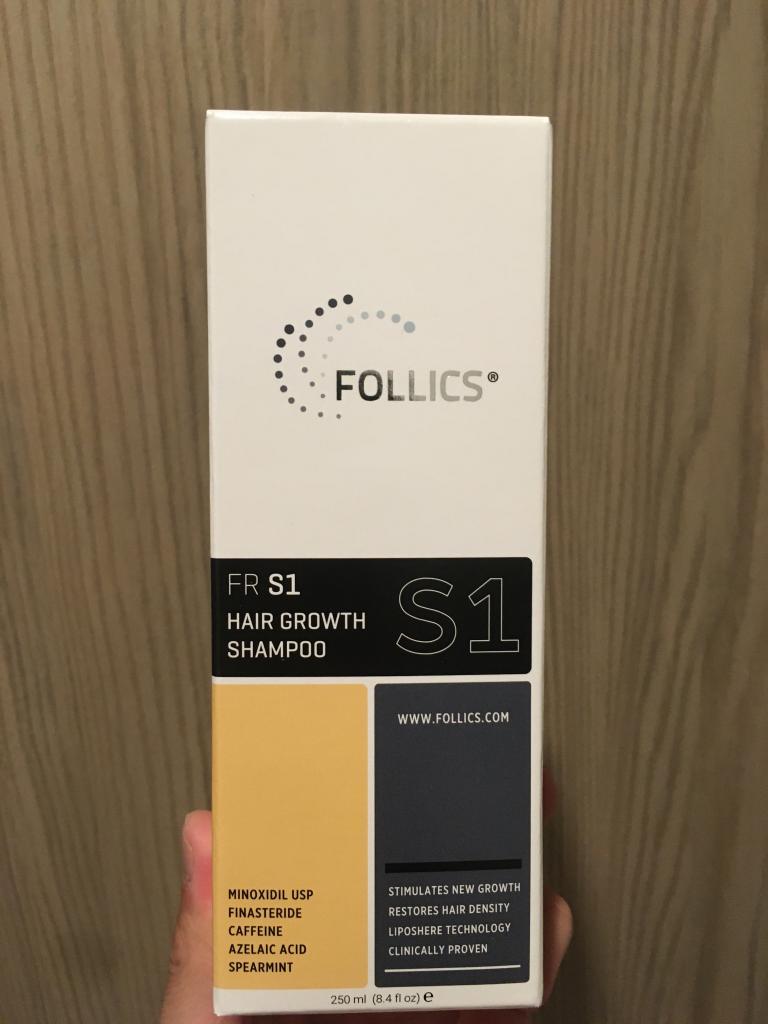 FOLLICS®
FR S1
HAIR GROWTH
SHAMPOO
S1
WWW.FOLLICS.COM
MINOXIDIL USP
FINASTERIDE
CAFFEINE
AZELAIC ACID
SPEARMINT
STIMULATES NEW GROWTH
RESTORES HAIR DENSITY
LIPOSHERE TECHNOLOGY
CLINICALLY PROVEN
250 ml (8.4 fl oz) ℮